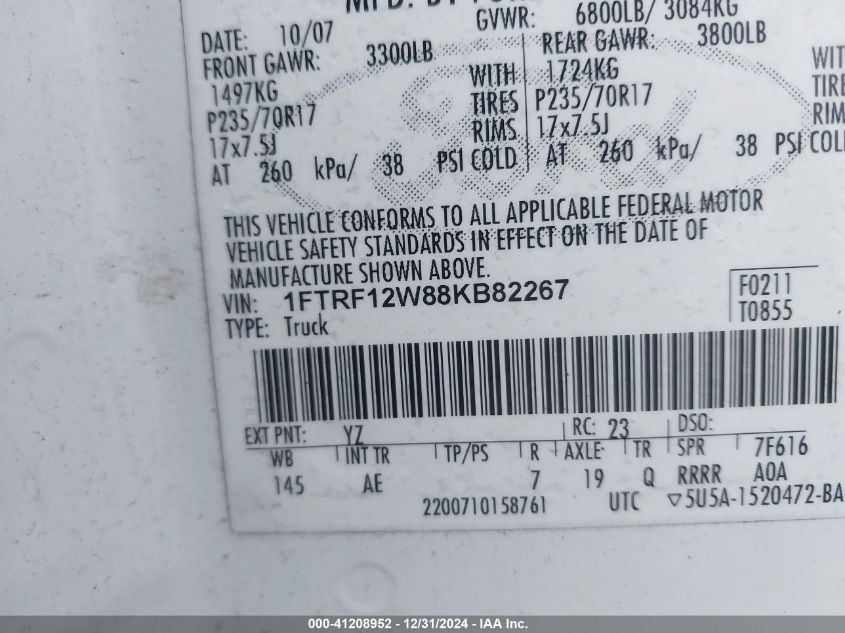 MFD. BY
DATE: 10/07 GVWR: 6800LB/ 3084KG
FRONT GAWR: 3300LB REAR GAWR: 3800LB
1497KG WITH 1724KG WITH
P235/70R17 TIRES P235/70R17
17x7.5J RIMS 17x7.5J
AT 260 kPa/ 38 PSI COLD AT 260 kPa/ 38 PSI COLD
THIS VEHICLE CONFORMS TO ALL APPLICABLE FEDERAL MOTOR
VEHICLE SAFETY STANDARDS IN EFFECT ON THE DATE OF
MANUFACTURE SHOWN ABOVE.
VIN: 1FTRF12W88KB82267 F0211
TYPE: Truck T0855
EXT PNT: YZ RC: 23 DSO:
WB INT TR TP/PS R AXLE TR SPR 7F616
145 AE 7 19 Q RRRR A0A
2200710158761 UTC ▽5U5A-1520472-BA
000-41208952 - 12/31/2024 - IAA Inc.